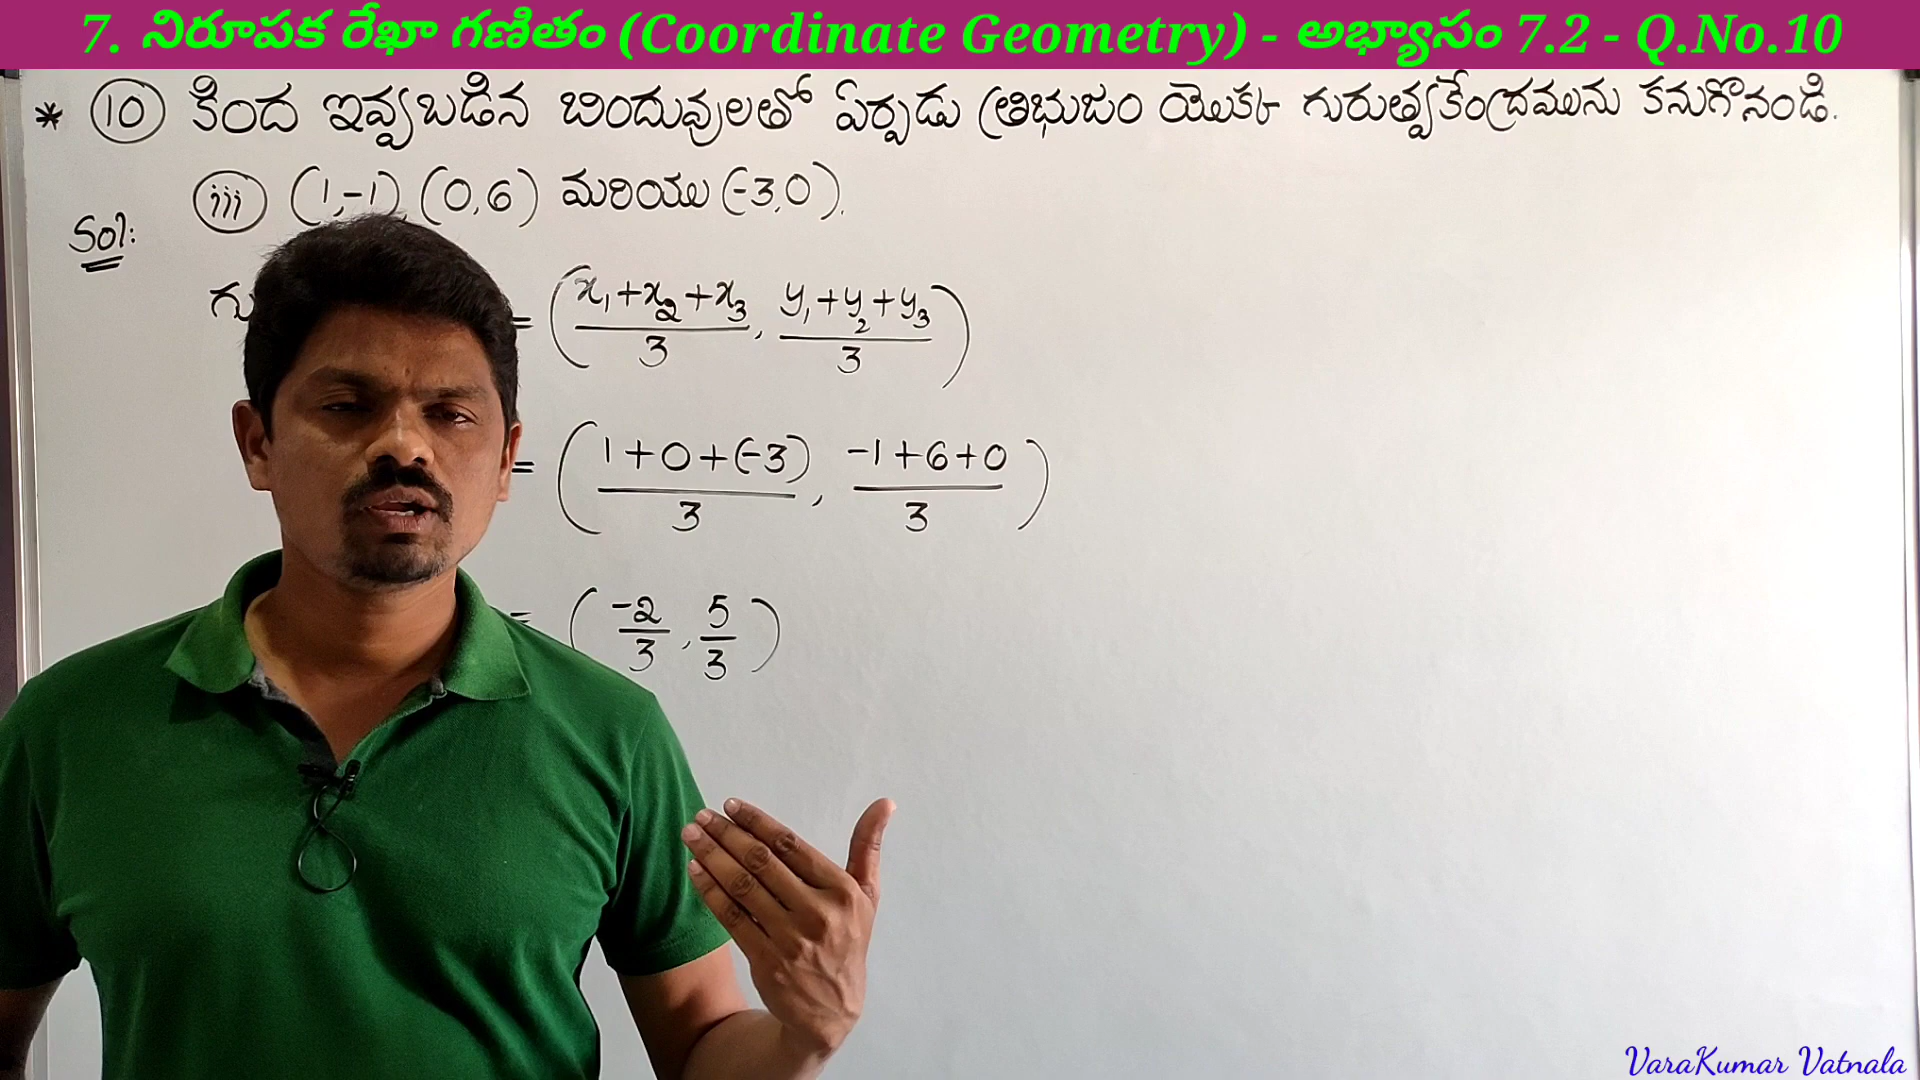 7. నిరూపక రేఖా గణితం (Coordinate Geometry) - అభ్యాసం 7.2 - Q.No.10
* 10 కింద ఇవ్వబడిన బిందువులతో ఏర్పడు త్రిభుజం యొక్క గురుత్వకేంద్రమును కనుగొనండి.
iii (1,-1), (0,6) మరియు (-3,0).
Sol:
గు = (x₁+x₂+x₃/3, y₁+y₂+y₃/3)
= (1+0+(-3)/3, -1+6+0/3)
= (-2/3, 5/3)
VaraKumar Vatnala